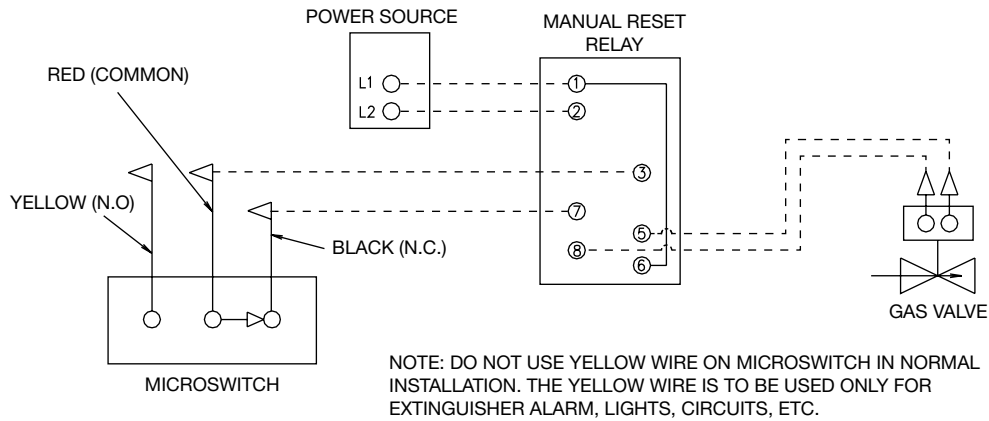 POWER SOURCE
MANUAL RESET
RELAY
RED (COMMON)
L1
L2
1
2
3
7
5
8
6
YELLOW (N.O)
BLACK (N.C.)
GAS VALVE
MICROSWITCH
NOTE: DO NOT USE YELLOW WIRE ON MICROSWITCH IN NORMAL
INSTALLATION. THE YELLOW WIRE IS TO BE USED ONLY FOR
EXTINGUISHER ALARM, LIGHTS, CIRCUITS, ETC.